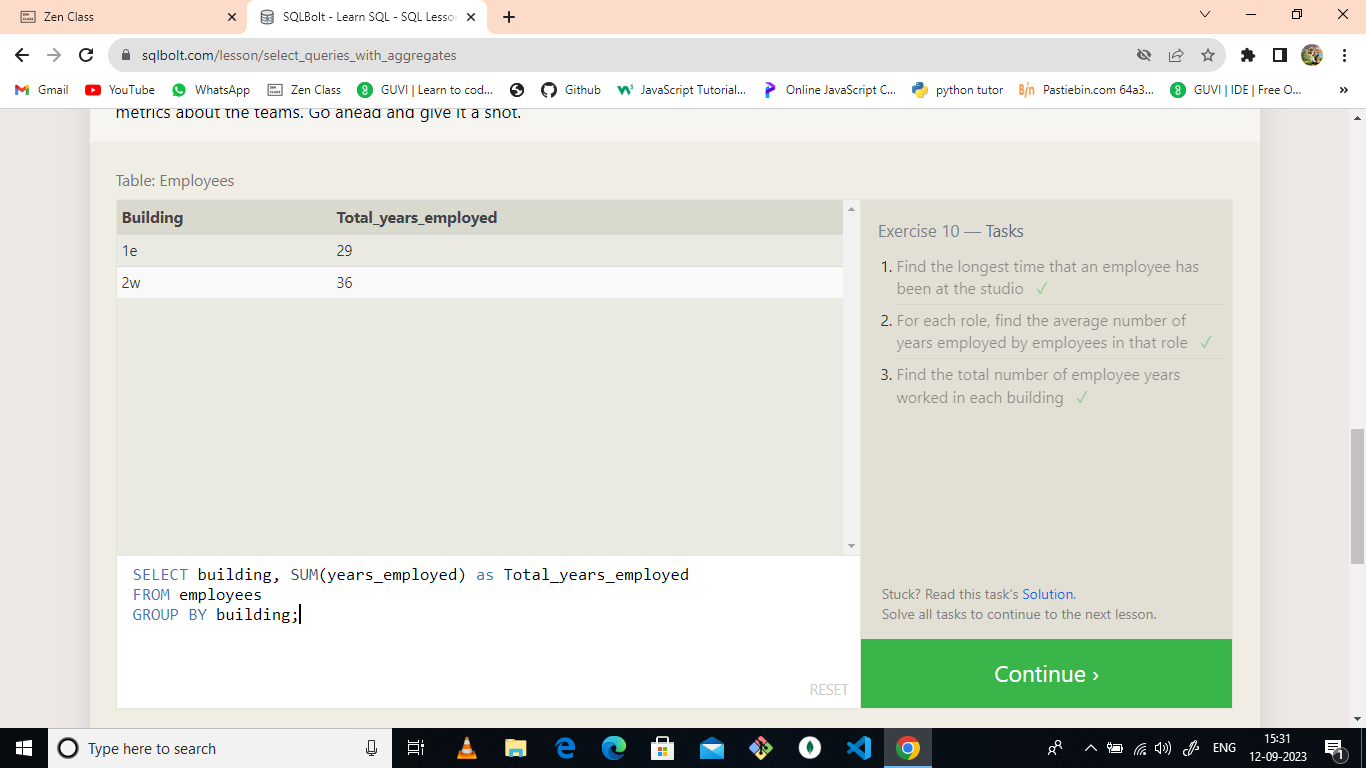 Zen Class
SQLBolt - Learn SQL - SQL Lesson
sqlbolt.com/lesson/select_queries_with_aggregates
Gmail YouTube WhatsApp Zen Class GUVI | Learn to cod... Github JavaScript Tutorial... Online JavaScript C... python tutor Pastiebin.com 64a3... GUVI | IDE | Free O... »
metrics about the teams. Go ahead and give it a shot.
Table: Employees
Building Total_years_employed
1e 29
2w 36
SELECT building, SUM(years_employed) as Total_years_employed
FROM employees
GROUP BY building;
RESET
Exercise 10 — Tasks
1. Find the longest time that an employee has
been at the studio ✓
2. For each role, find the average number of
years employed by employees in that role ✓
3. Find the total number of employee years
worked in each building ✓
Stuck? Read this task's Solution.
Solve all tasks to continue to the next lesson.
Continue ›
Type here to search
ENG
15:31
12-09-2023
1